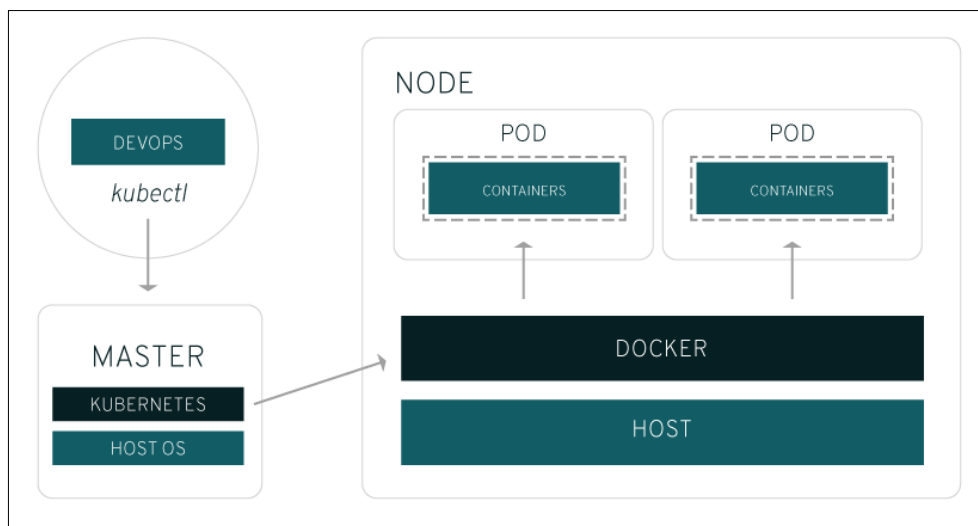 DEVOPS
kubectl
MASTER
KUBERNETES
HOST OS
NODE
POD
CONTAINERS
POD
CONTAINERS
DOCKER
HOST